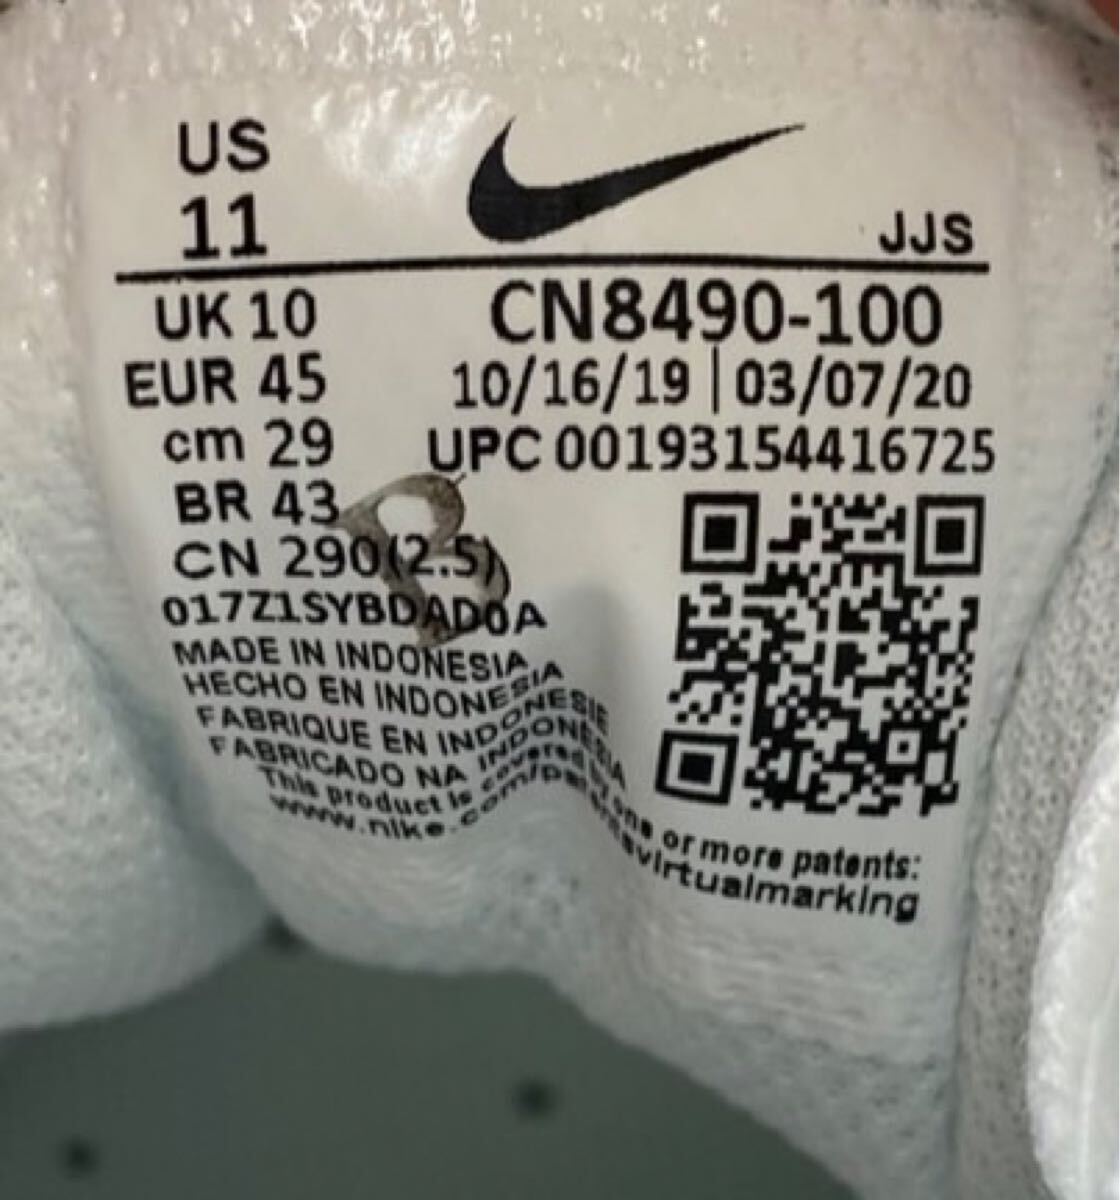 US
11
JJS
UK 10
CN8490-100
EUR 45
10/16/19 | 03/07/20
cm 29
UPC 00193154416725
BR 43
CN 290(2.5)
017Z1SYBDAD0A
B
MADE IN INDONESIA
HECHO EN INDONESIA
FABRIQUE EN INDONESIE
FABRICADO NA INDONESIA
This product is covered by one or more patents:
www.nike.com/patentsvirtualmarking